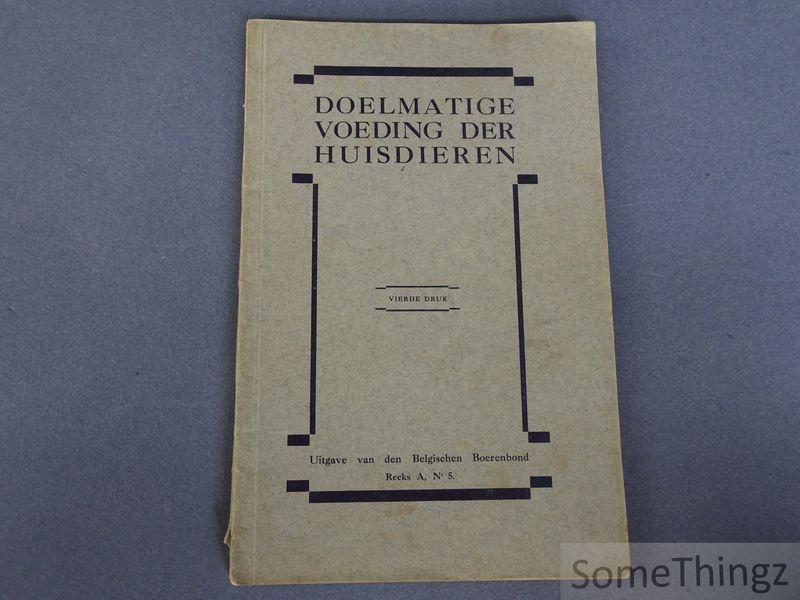 DOELMATIGE
VOEDING DER
HUISDIEREN
VIERDE DRUK
Uitgave van den Belgischen Boerenbond
Reeks A, Nr 5.
SomeThingz